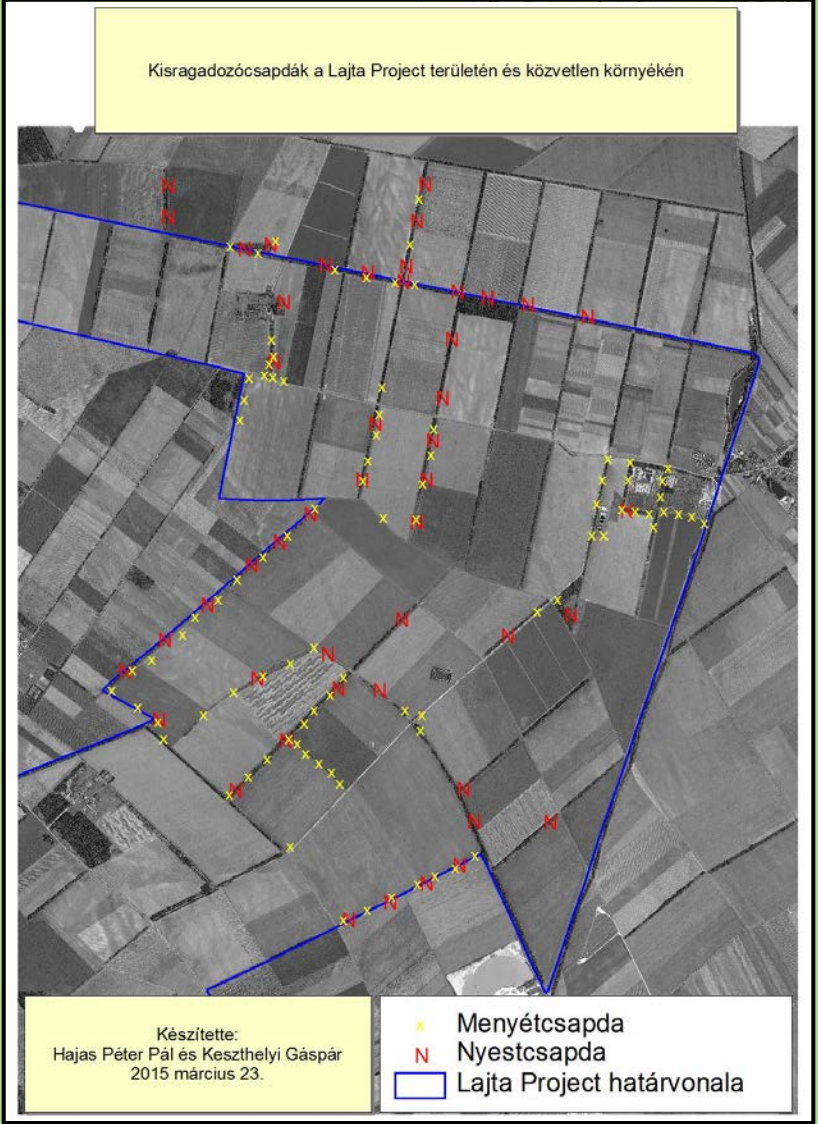 Kisragadozócsapdák a Lajta Project területén és közvetlen környékén
Készítette:
Hajas Péter Pál és Keszthelyi Gáspár
2015 március 23.
x Menyétcsapda
N Nyestcsapda
Lajta Project határvonala